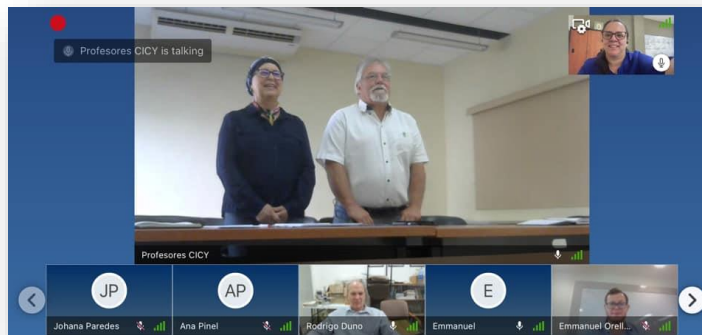 Profesores CICY is talking
Profesores CICY
JP
AP
E
Johana Paredes
Ana Pinel
Rodrigo Duno
Emmanuel
Emmanuel Orell...